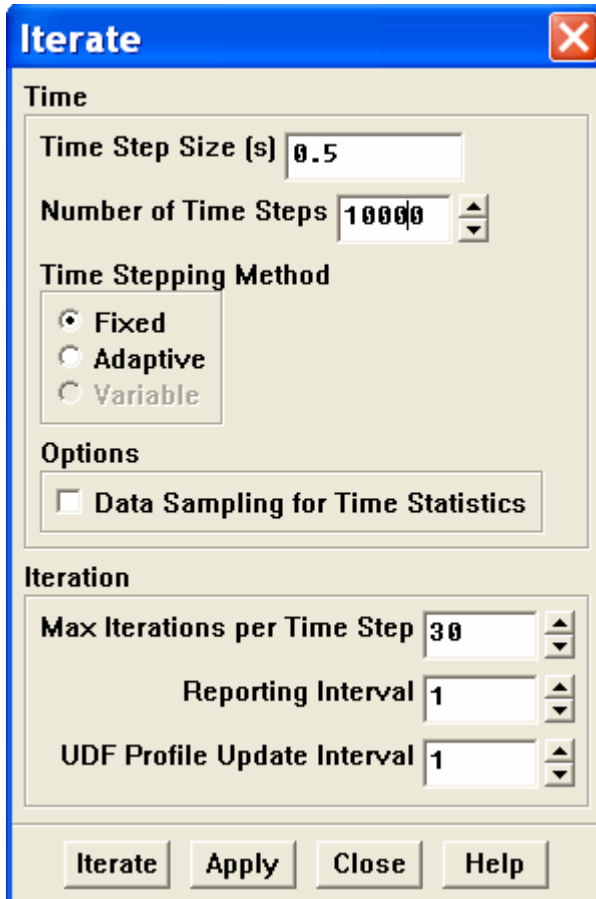 Iterate
Time
Time Step Size (s) 0.5
Number of Time Steps 10000
Time Stepping Method
Fixed
Adaptive
Variable
Options
Data Sampling for Time Statistics
Iteration
Max Iterations per Time Step 30
Reporting Interval 1
UDF Profile Update Interval 1
Iterate Apply Close Help